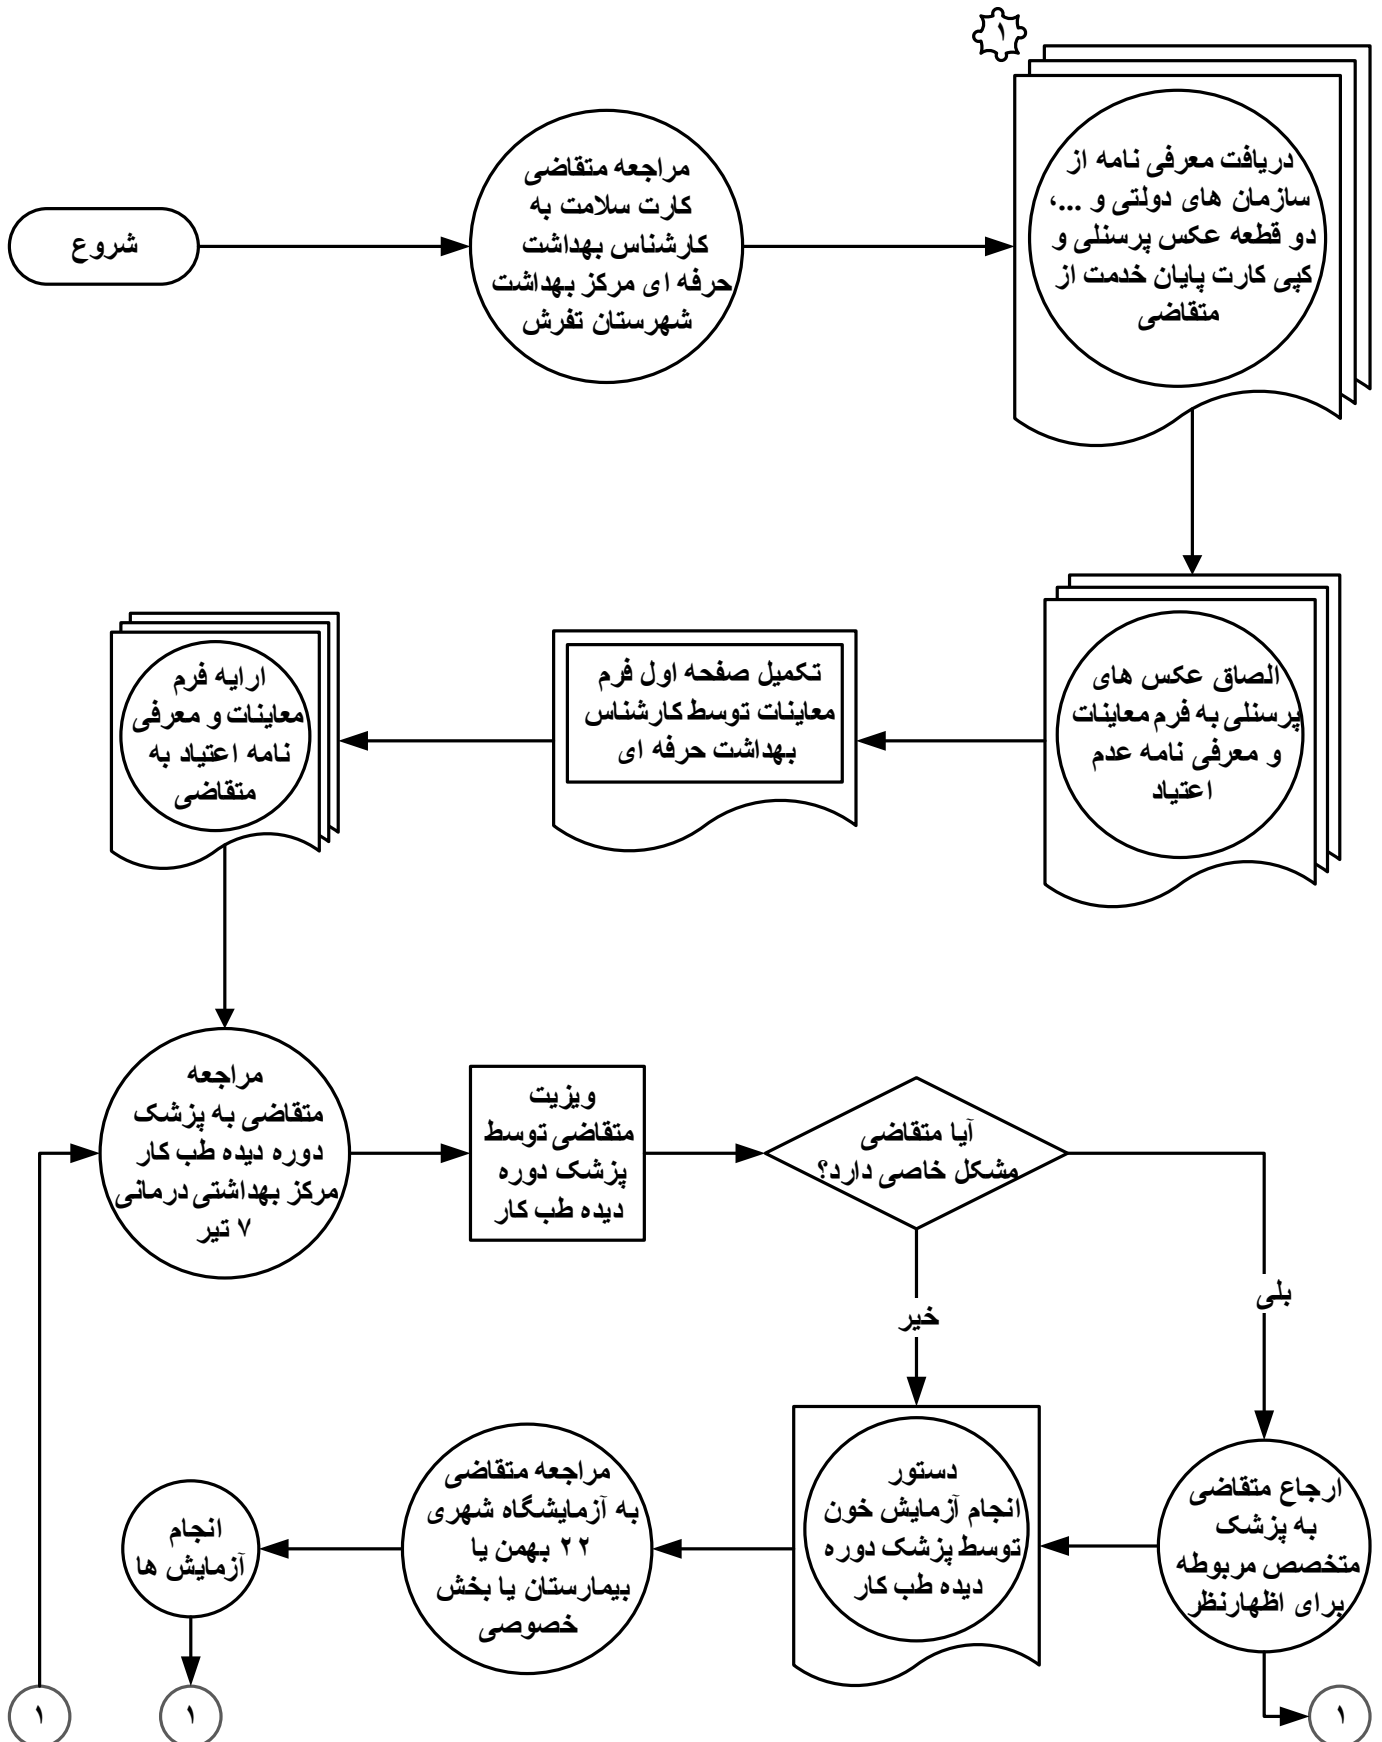 ۱
شروع
مراجعه متقاضی
کارت سلامت به
کارشناس بهداشت
حرفه ای مرکز بهداشت
شهرستان تفرش
دریافت معرفی نامه از
سازمان های دولتی و ...،
دو قطعه عکس پرسنلی و
کپی کارت پایان خدمت از
متقاضی
الصاق عکس های
پرسنلی به فرم معاینات
و معرفی نامه عدم
اعتیاد
تکمیل صفحه اول فرم
معاینات توسط کارشناس
بهداشت حرفه ای
ارایه فرم
معاینات و معرفی
نامه اعتیاد به
متقاضی
مراجعه
متقاضی به پزشک
دوره دیده طب کار
مرکز بهداشتی درمانی
۷ تیر
ویزیت
متقاضی توسط
پزشک دوره
دیده طب کار
آیا متقاضی
مشکل خاصی دارد؟
بلی
خیر
ارجاع متقاضی
به پزشک
متخصص مربوطه
برای اظهارنظر
دستور
انجام آزمایش خون
توسط پزشک دوره
دیده طب کار
مراجعه متقاضی
به آزمایشگاه شهری
۲۲ بهمن یا
بیمارستان یا بخش
خصوصی
انجام
آزمایش ها
۱
۱
۱